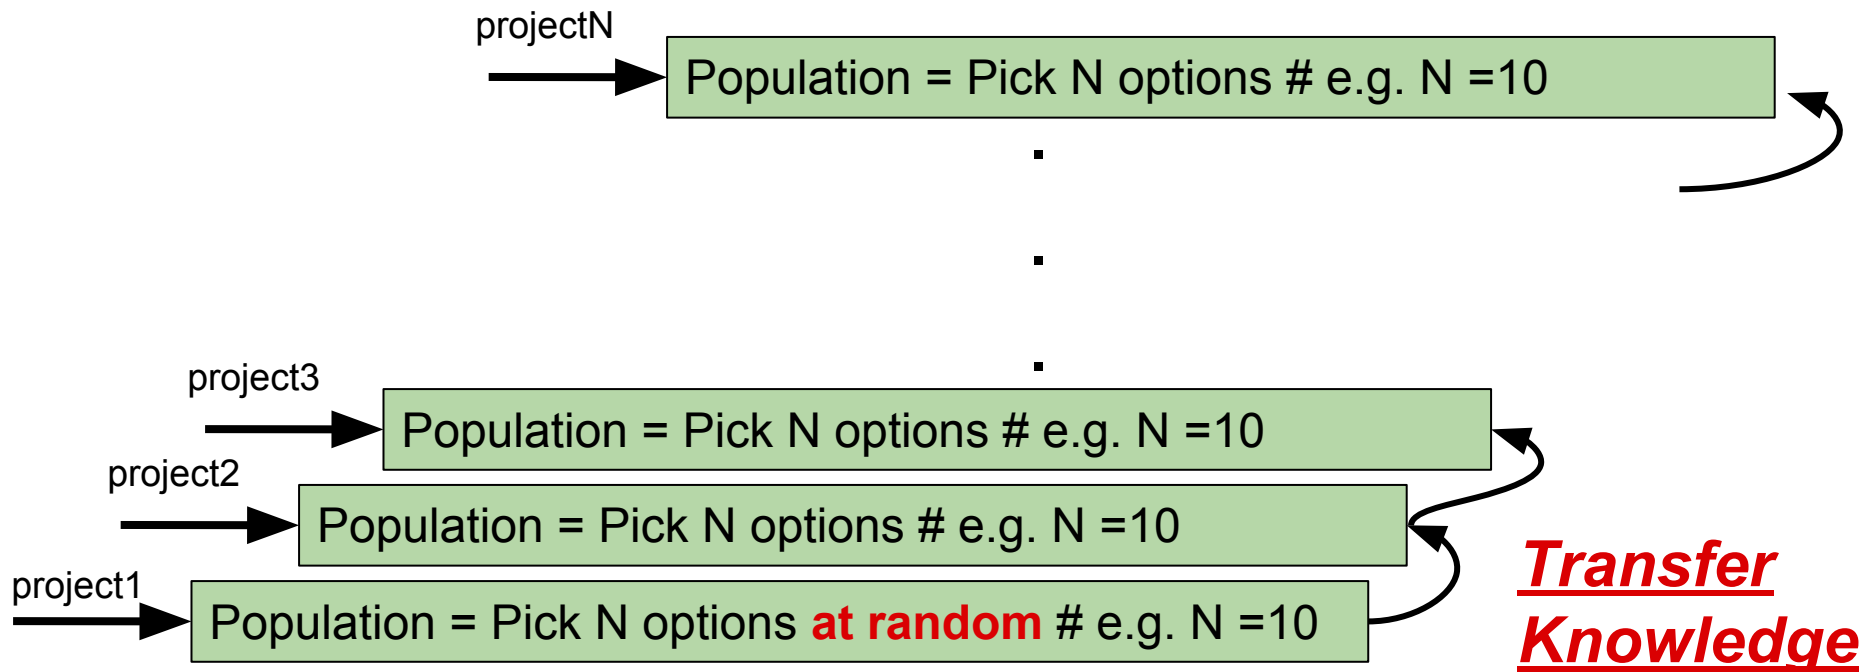 projectN
Population = Pick N options # e.g. N =10
.
.
.
project3
Population = Pick N options # e.g. N =10
project2
Population = Pick N options # e.g. N =10
project1
Population = Pick N options at random # e.g. N =10
Transfer
Knowledge